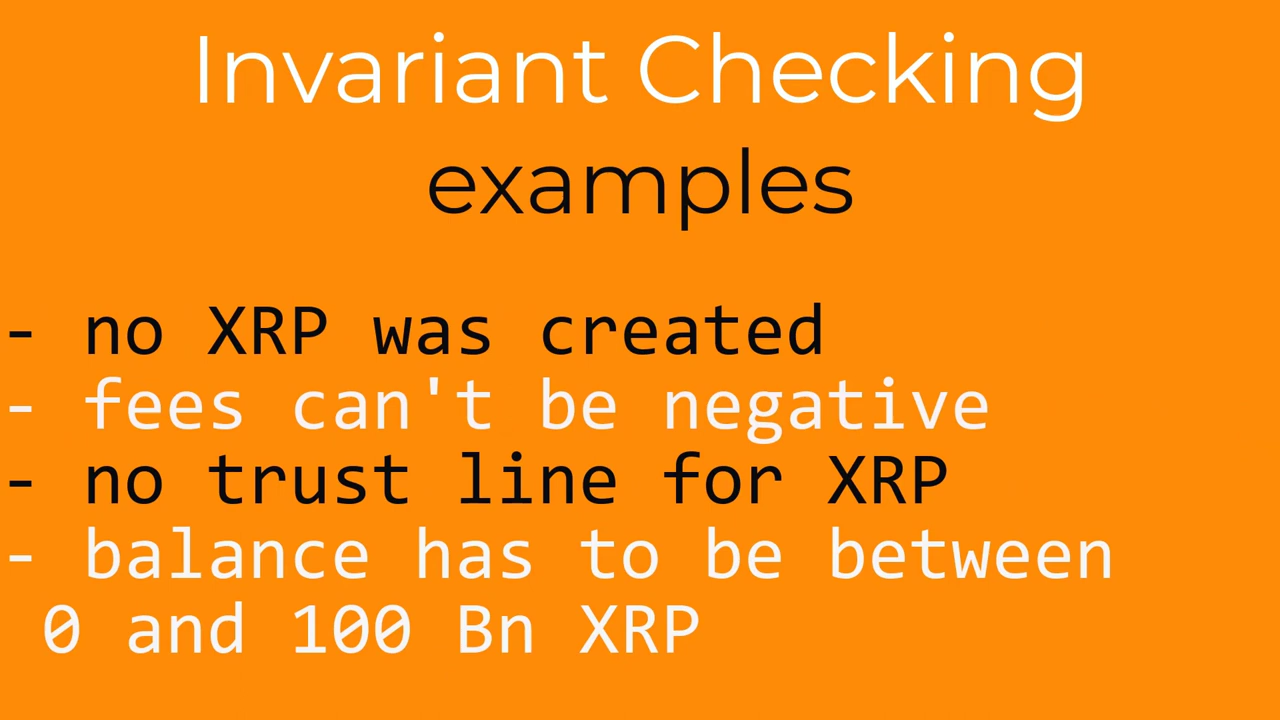 Invariant Checking
examples
- no XRP was created
- fees can't be negative
- no trust line for XRP
- balance has to be between
0 and 100 Bn XRP